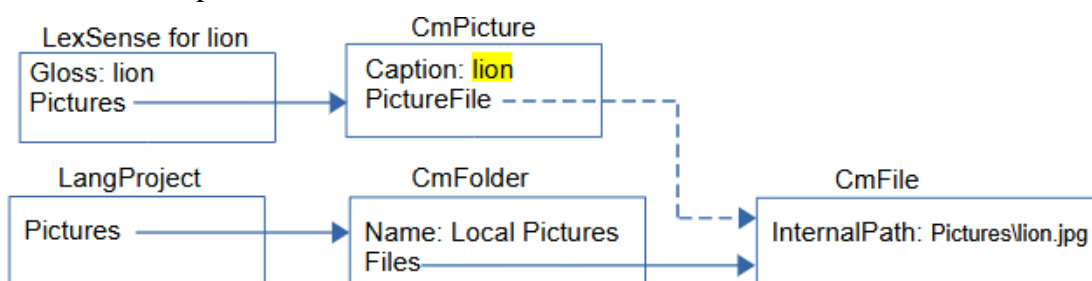 LexSense for lion
CmPicture
Gloss: lion
Pictures
Caption: lion
PictureFile
LangProject
CmFolder
CmFile
Pictures
Name: Local Pictures
Files
InternalPath: Pictures\lion.jpg